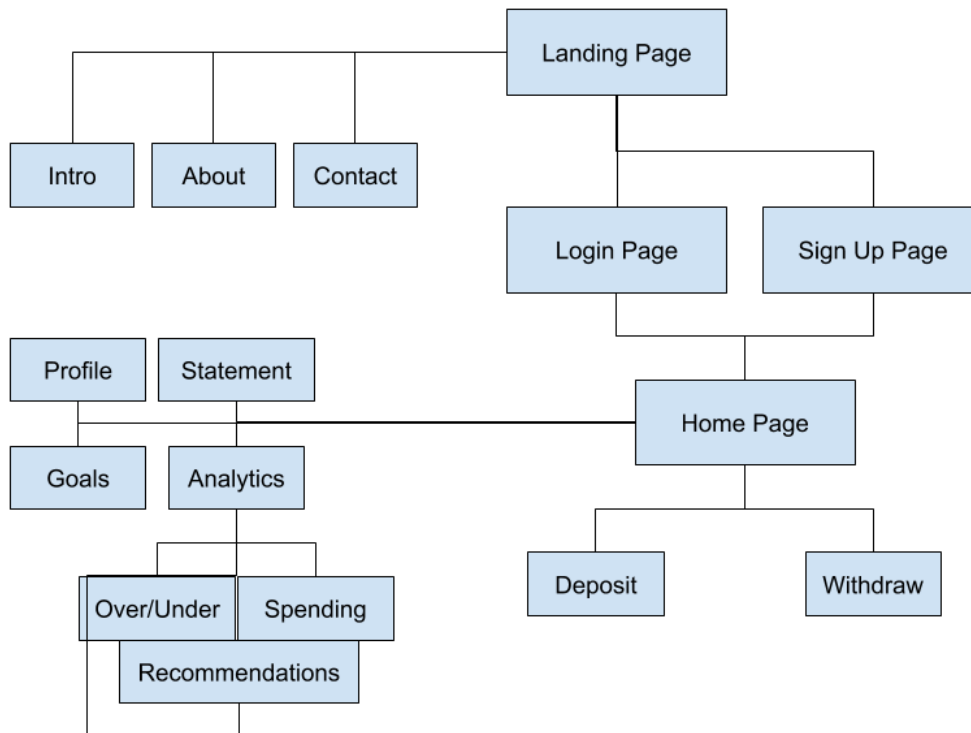 Landing Page
Intro
About
Contact
Login Page
Sign Up Page
Profile
Statement
Home Page
Goals
Analytics
Deposit
Withdraw
Over/Under
Spending
Recommendations